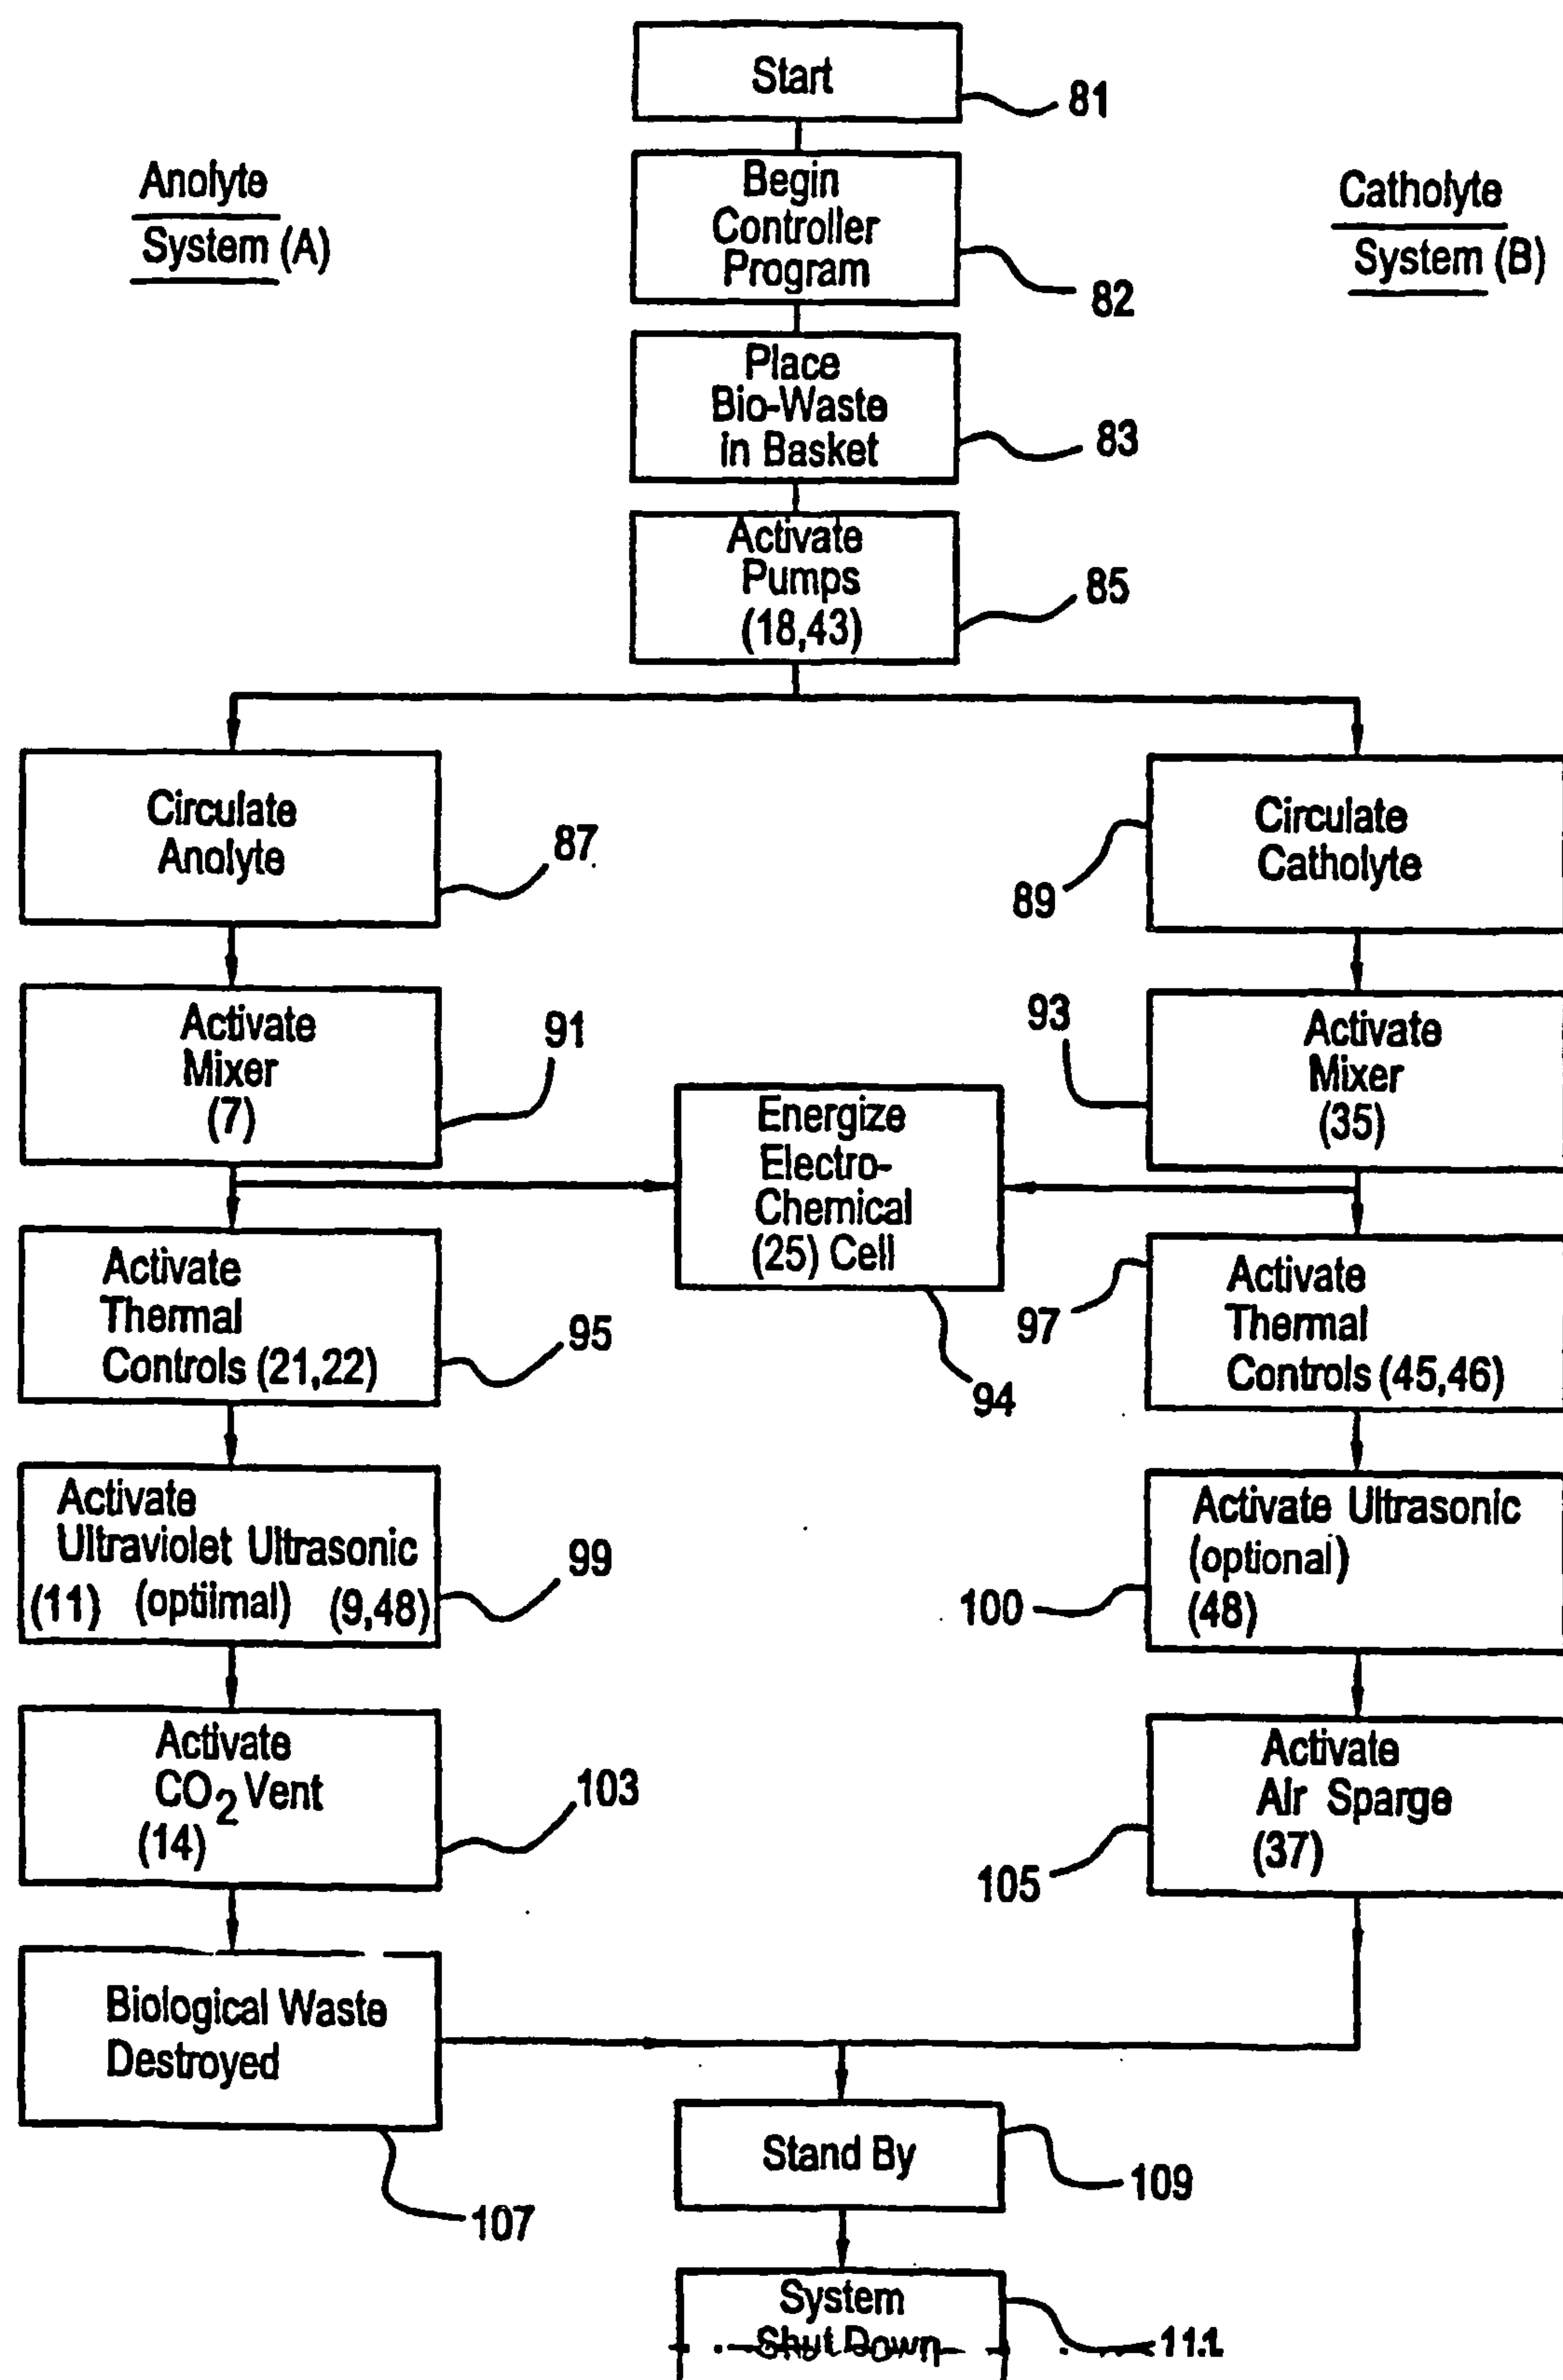 Start
81
Anolyte
System (A)
Catholyte
System (B)
Begin
Controller
Program
82
Place
Bio-Waste
in Basket
83
Activate
Pumps
(18,43)
85
Circulate
Anolyte
87
Circulate
Catholyte
89
Activate
Mixer
(7)
91
Activate
Mixer
(35)
93
Energize
Electro-
Chemical
(25) Cell
94
Activate
Thermal
Controls (21,22)
95
Activate
Thermal
Controls (45,46)
97
Activate
Ultraviolet Ultrasonic
(11) (optiimal) (9,48)
99
Activate Ultrasonic
(optional)
(48)
100
Activate
CO2 Vent
(14)
103
Activate
Air Sparge
(37)
105
Biological Waste
Destroyed
107
Stand By
109
System
Shut Down
111